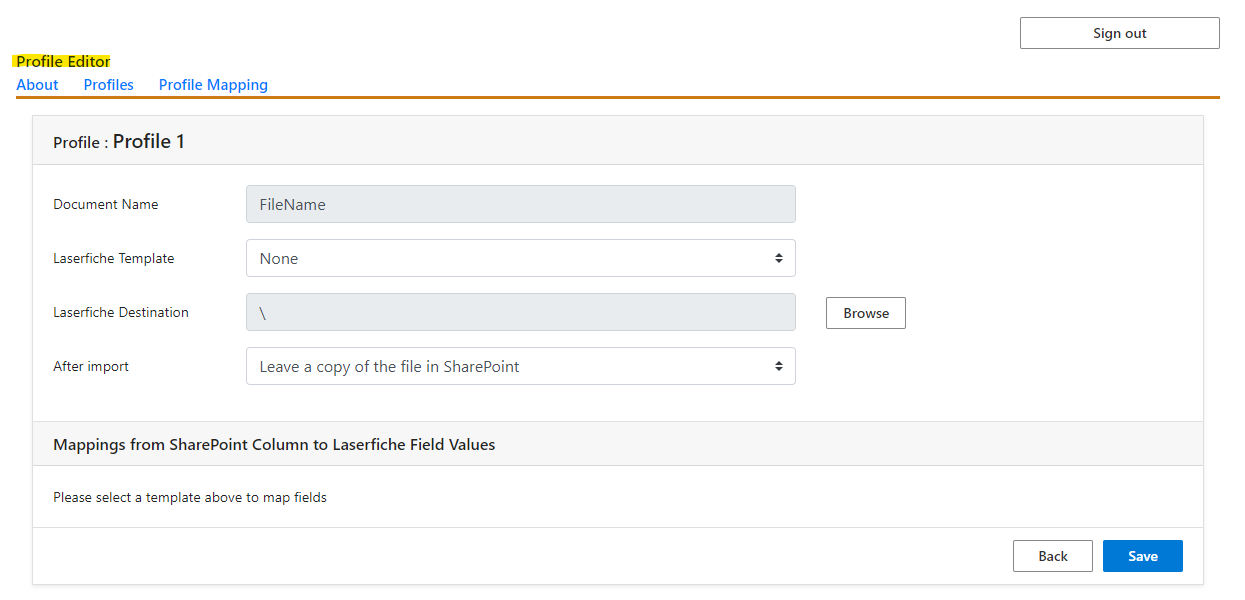 Sign out
Profile Editor
About Profiles Profile Mapping
Profile : Profile 1
Document Name FileName
Laserfiche Template None
Laserfiche Destination \ Browse
After import Leave a copy of the file in SharePoint
Mappings from SharePoint Column to Laserfiche Field Values
Please select a template above to map fields
Back Save